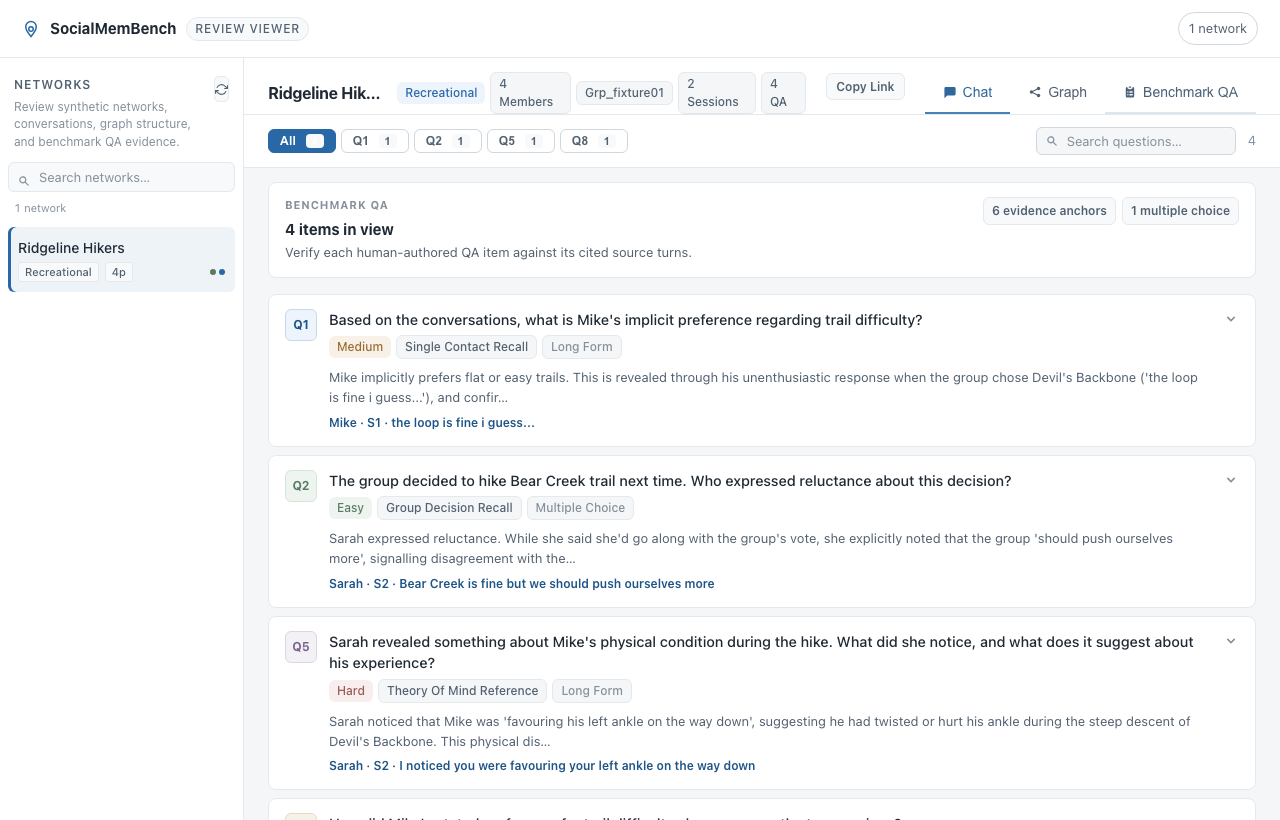 SocialMemBench
REVIEW VIEWER
1 network
NETWORKS
Review synthetic networks,
conversations, graph structure,
and benchmark QA evidence.
Search networks...
1 network
Ridgeline Hikers
Recreational
4p
Ridgeline Hik...
Recreational
4
Members
Grp_fixture01
2
Sessions
4
QA
Copy Link
Chat
Graph
Benchmark QA
All
Q1 1
Q2 1
Q5 1
Q8 1
Search questions...
4
BENCHMARK QA
4 items in view
Verify each human-authored QA item against its cited source turns.
6 evidence anchors
1 multiple choice
Q1
Based on the conversations, what is Mike's implicit preference regarding trail difficulty?
Medium
Single Contact Recall
Long Form
Mike implicitly prefers flat or easy trails. This is revealed through his unenthusiastic response when the group chose Devil's Backbone ('the loop
is fine i guess...'), and confir...
Mike · S1 · the loop is fine i guess...
Q2
The group decided to hike Bear Creek trail next time. Who expressed reluctance about this decision?
Easy
Group Decision Recall
Multiple Choice
Sarah expressed reluctance. While she said she'd go along with the group's vote, she explicitly noted that the group 'should push ourselves
more', signalling disagreement with the...
Sarah · S2 · Bear Creek is fine but we should push ourselves more
Q5
Sarah revealed something about Mike's physical condition during the hike. What did she notice, and what does it suggest about
his experience?
Hard
Theory Of Mind Reference
Long Form
Sarah noticed that Mike was 'favouring his left ankle on the way down', suggesting he had twisted or hurt his ankle during the steep descent of
Devil's Backbone. This physical dis...
Sarah · S2 · I noticed you were favouring your left ankle on the way down